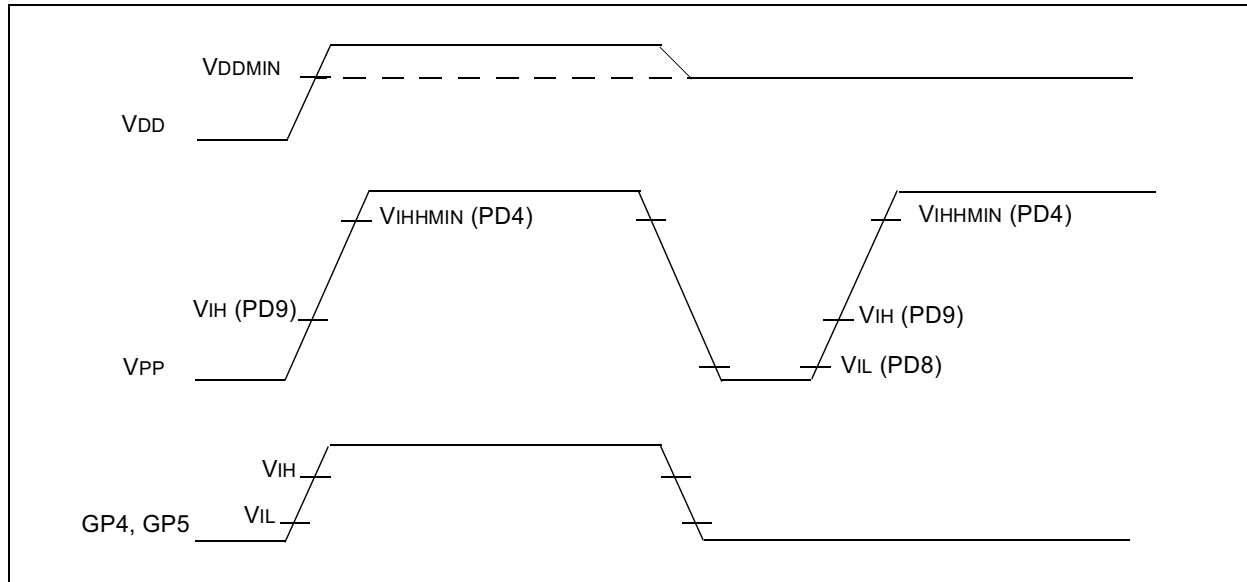 VDDMIN
VDD
VIHHMIN (PD4)
VIHHMIN (PD4)
VIH (PD9)
VIH (PD9)
VPP
VIL (PD8)
VIH
VIL
GP4, GP5